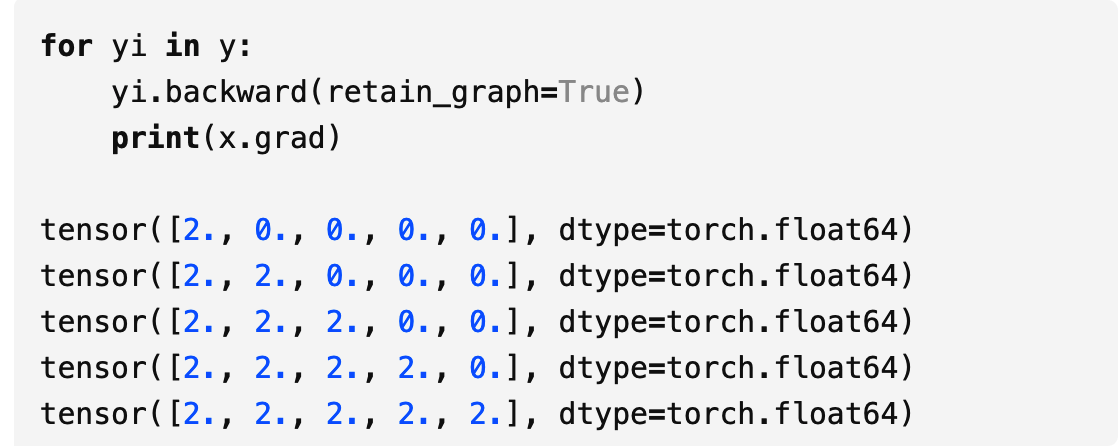 for yi in y:
    yi.backward(retain_graph=True)
    print(x.grad)
tensor([2., 0., 0., 0., 0.], dtype=torch.float64)
tensor([2., 2., 0., 0., 0.], dtype=torch.float64)
tensor([2., 2., 2., 0., 0.], dtype=torch.float64)
tensor([2., 2., 2., 2., 0.], dtype=torch.float64)
tensor([2., 2., 2., 2., 2.], dtype=torch.float64)